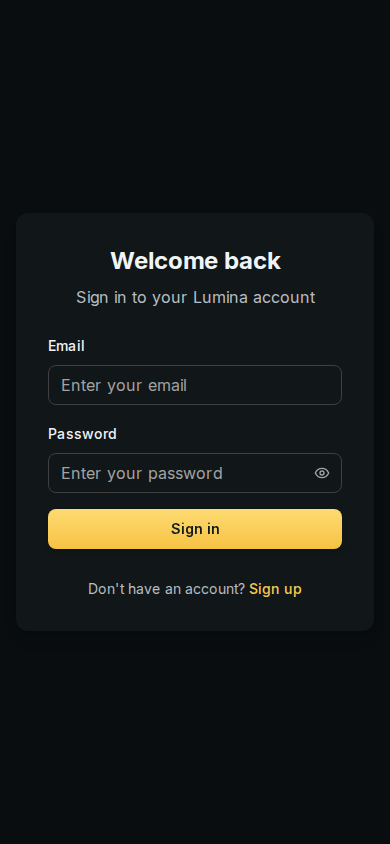 Welcome back
Sign in to your Lumina account
Email
Enter your email
Password
Enter your password
Sign in
Don't have an account? Sign up